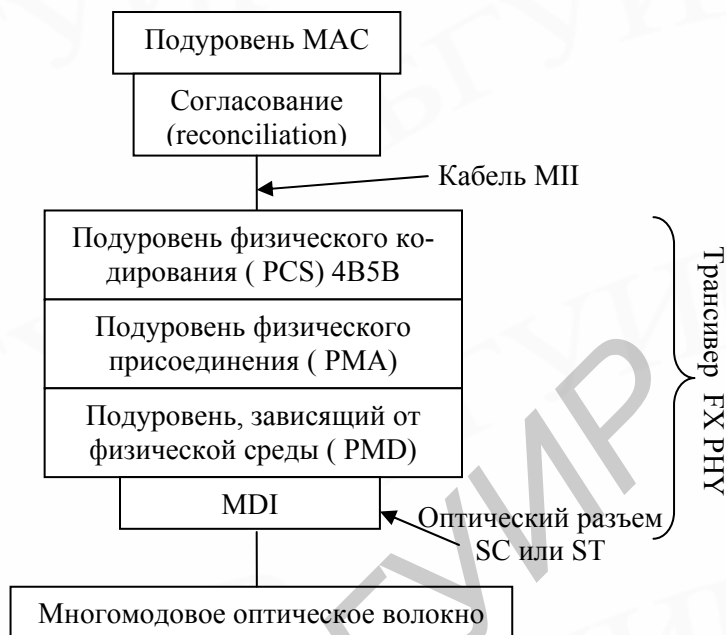 Подуровень MAC
Согласование
(reconciliation)
Кабель MII
Подуровень физического ко-
дирования ( PCS) 4B5B
Подуровень физического
присоединения ( PMA)
Подуровень, зависящий от
физической среды ( PMD)
Трансивер FX PHY
MDI
Оптический разъем
SC или ST
Многомодовое оптическое волокно
БГУИР